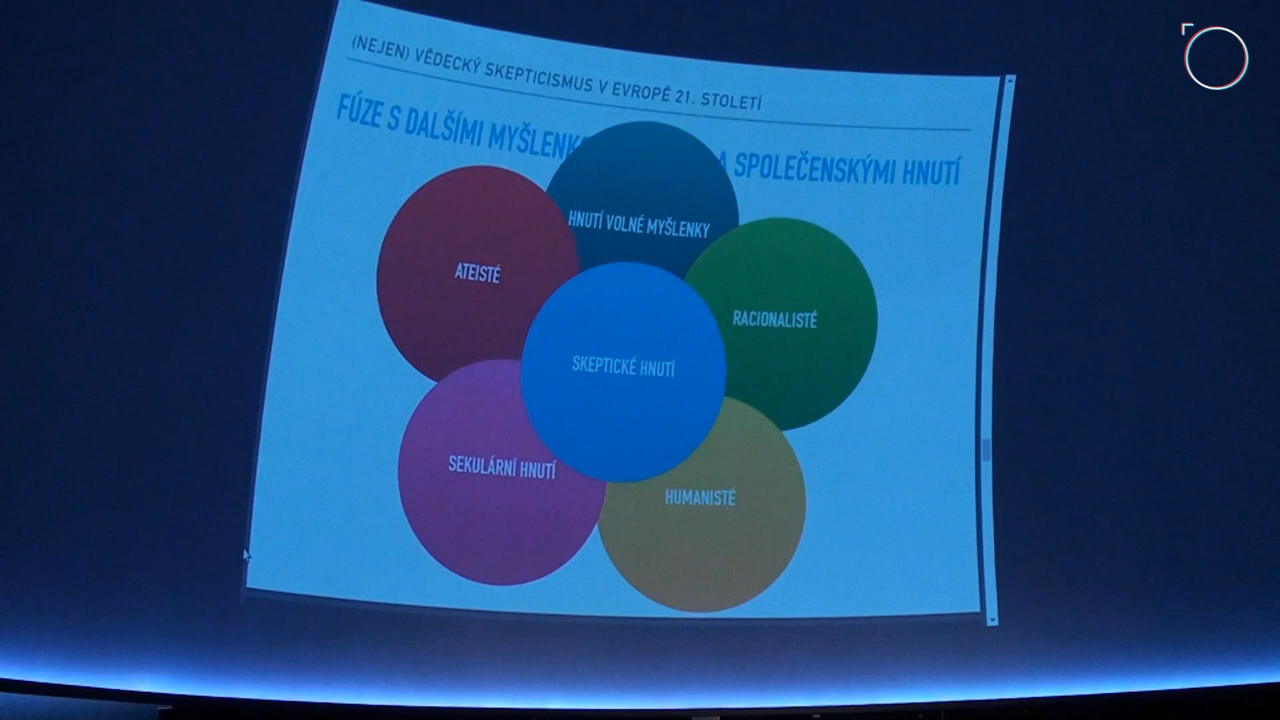 (NEJEN) VĚDECKÝ SKEPTICISMUS V EVROPĚ 21. STOLETÍ
FÚZE S DALŠÍMI A SPOLEČENSKÝMI HNUTÍ
HNUTÍ VOLNÉ MYŠLENKY
ATEISTÉ
RACIONALISTÉ
SKEPTICKÉ HNUTÍ
SEKULÁRNÍ HNUTÍ
HUMANISTÉ